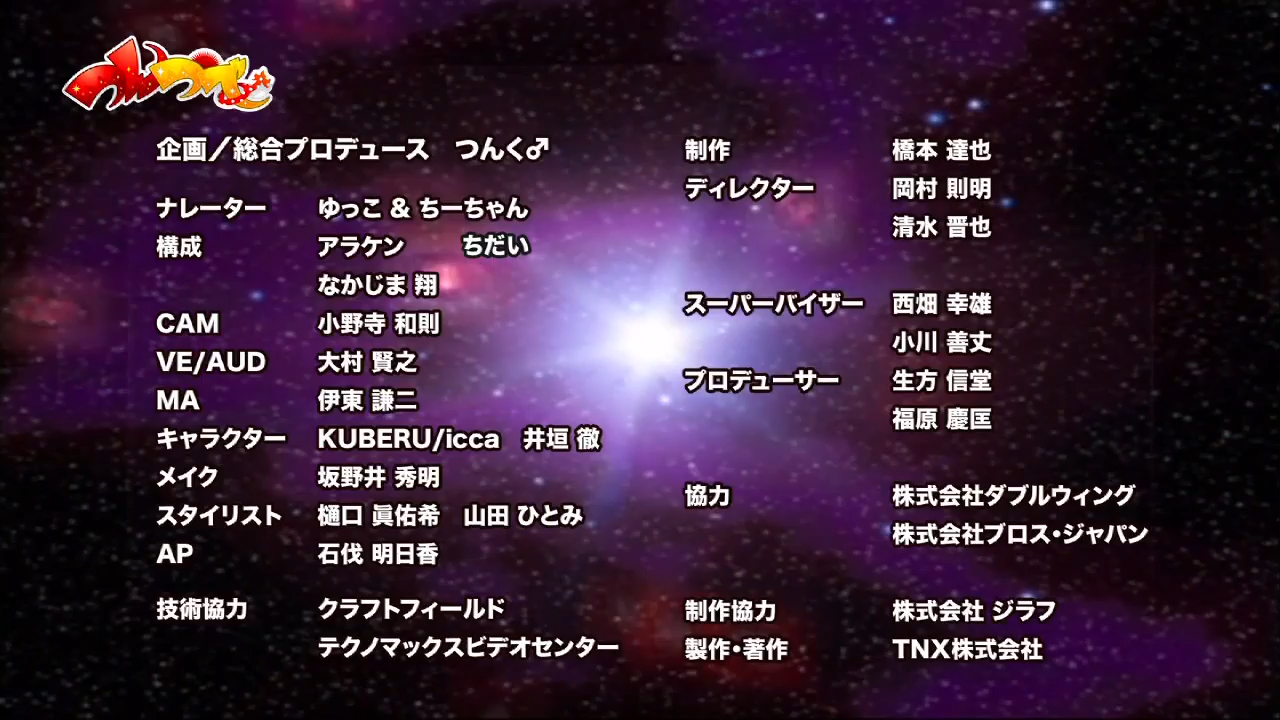 つんつべ♂
企画／総合プロデュース　つんく♂
ナレーター　ゆっこ & ちーちゃん
構成　アラケン　ちだい
なかじま 翔
CAM　小野寺 和則
VE/AUD　大村 賢之
MA　伊東 謙二
キャラクター　KUBERU/icca　井垣 徹
メイク　坂野井 秀明
スタイリスト　樋口 眞佑希　山田 ひとみ
AP　石伐 明日香
技術協力　クラフトフィールド
テクノマックスビデオセンター
制作　橋本 達也
ディレクター　岡村 則明
清水 晋也
スーパーバイザー　西畑 幸雄
小川 善丈
プロデューサー　生方 信堂
福原 慶匡
協力　株式会社ダブルウィング
株式会社ブロス・ジャパン
制作協力　株式会社 ジラフ
製作・著作　TNX株式会社